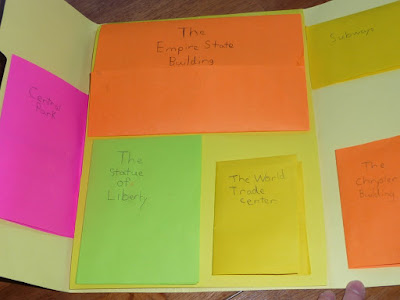 The
Empire State
Building
Subways
Central
Park
The
Statue
of
Liberty
The World
Trade
Center
The
Chrysler
Building